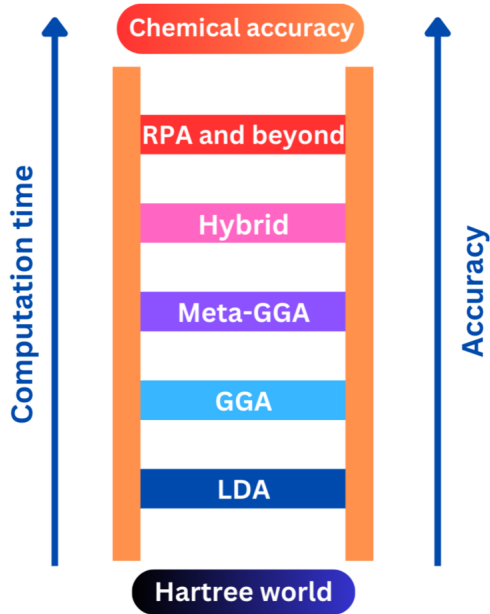 Chemical accuracy
RPA and beyond
Hybrid
Meta-GGA
GGA
LDA
Hartree world
Computation time
Accuracy